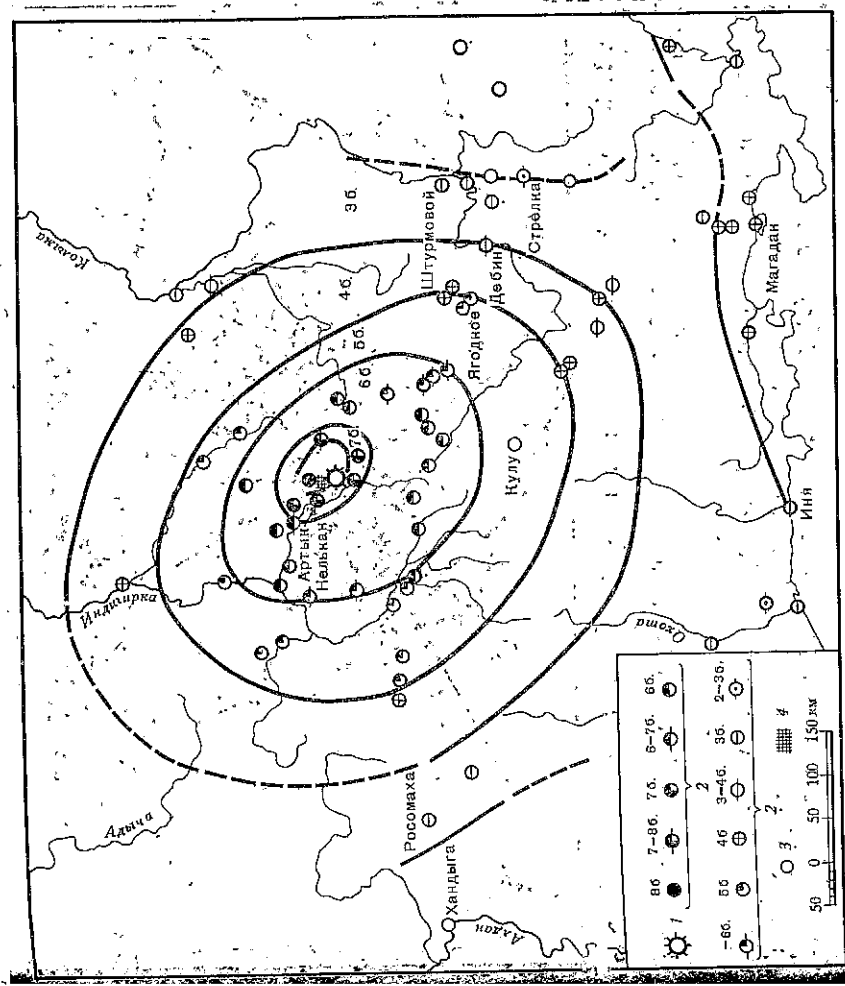 Колыма
3б.
4б.
5б.
6б
7б.
Штурмовой
Дебин
Стрелка
Ягодное
Магадан
Кулу
Артык
Нелькан
Индигирка
Иня
Охота
Адыча
Росомаха
Хандыга
Алдан
1
8б
7-8б.
7б.
6-7б.
6б.
2
-6б.
5б
4б
3-4б.
3б.
2-3б.
2
3
4
50 0 50 100 150 км